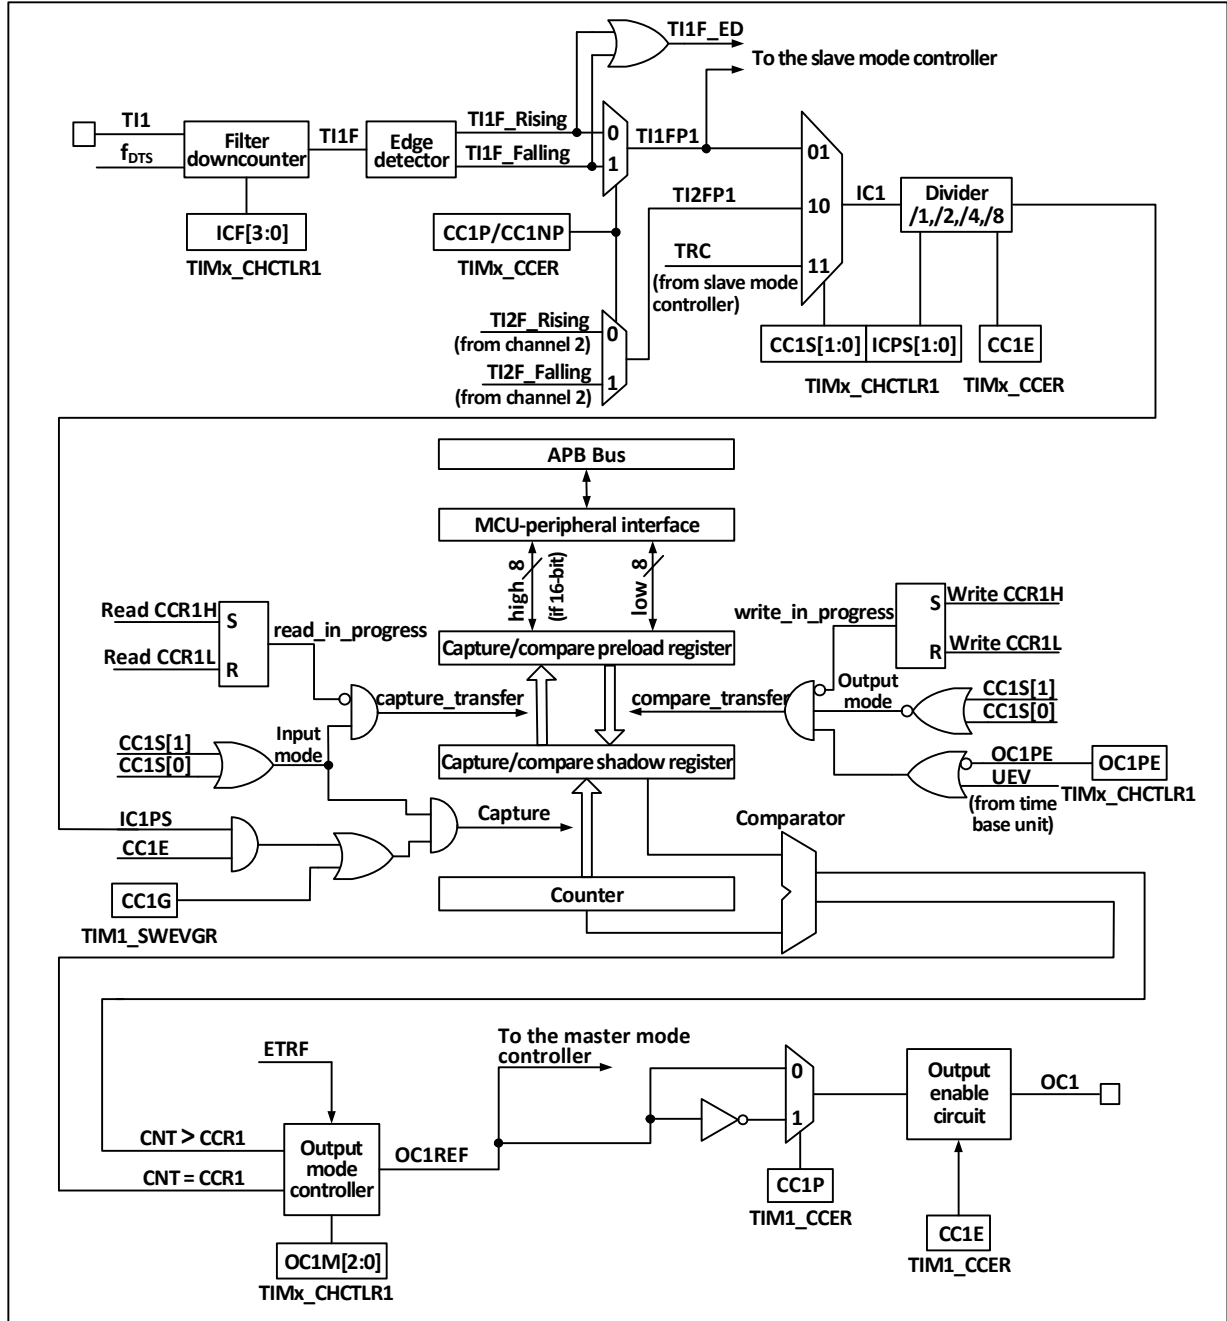 TI1F_ED
To the slave mode controller
TI1
f_DTS
Filter
downcounter
TI1F
Edge
detector
TI1F_Rising
TI1F_Falling
0
1
TI1FP1
01
10
11
TI2FP1
TRC
(from slave mode
controller)
IC1
Divider
/1,/2,/4,/8
ICF[3:0]
TIMx_CHCTLR1
CC1P/CC1NP
TIMx_CCER
TI2F_Rising
(from channel 2)
TI2F_Falling
(from channel 2)
0
1
CC1S[1:0]
ICPS[1:0]
TIMx_CHCTLR1
CC1E
TIMx_CCER
APB Bus
MCU-peripheral interface
high
8
(if 16-bit)
low
8
Read CCR1H
Read CCR1L
S
R
read_in_progress
Capture/compare preload register
write_in_progress
S
R
Write CCR1H
Write CCR1L
capture_transfer
compare_transfer
Output
mode
CC1S[1]
CC1S[0]
CC1S[1]
CC1S[0]
Input
mode
Capture/compare shadow register
OC1PE
UEV
(from time
base unit)
OC1PE
TIMx_CHCTLR1
IC1PS
CC1E
CC1G
TIM1_SWEVGR
Capture
Comparator
Counter
ETRF
To the master mode
controller
CNT > CCR1
CNT = CCR1
Output
mode
controller
OC1REF
OC1M[2:0]
TIMx_CHCTLR1
0
1
CC1P
TIM1_CCER
Output
enable
circuit
OC1
CC1E
TIM1_CCER